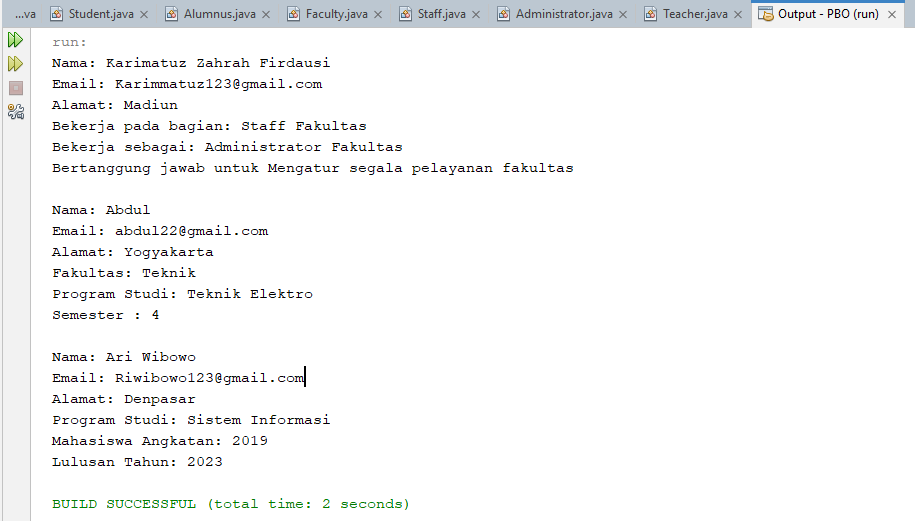 ...va Student.java Alumnus.java Faculty.java Staff.java Administrator.java Teacher.java Output - PBO (run)
run:
Nama: Karimatuz Zahrah Firdausi
Email: Karimmatuz123@gmail.com
Alamat: Madiun
Bekerja pada bagian: Staff Fakultas
Bekerja sebagai: Administrator Fakultas
Bertanggung jawab untuk Mengatur segala pelayanan fakultas
Nama: Abdul
Email: abdul22@gmail.com
Alamat: Yogyakarta
Fakultas: Teknik
Program Studi: Teknik Elektro
Semester : 4
Nama: Ari Wibowo
Email: Riwibowo123@gmail.com
Alamat: Denpasar
Program Studi: Sistem Informasi
Mahasiswa Angkatan: 2019
Lulusan Tahun: 2023
BUILD SUCCESSFUL (total time: 2 seconds)